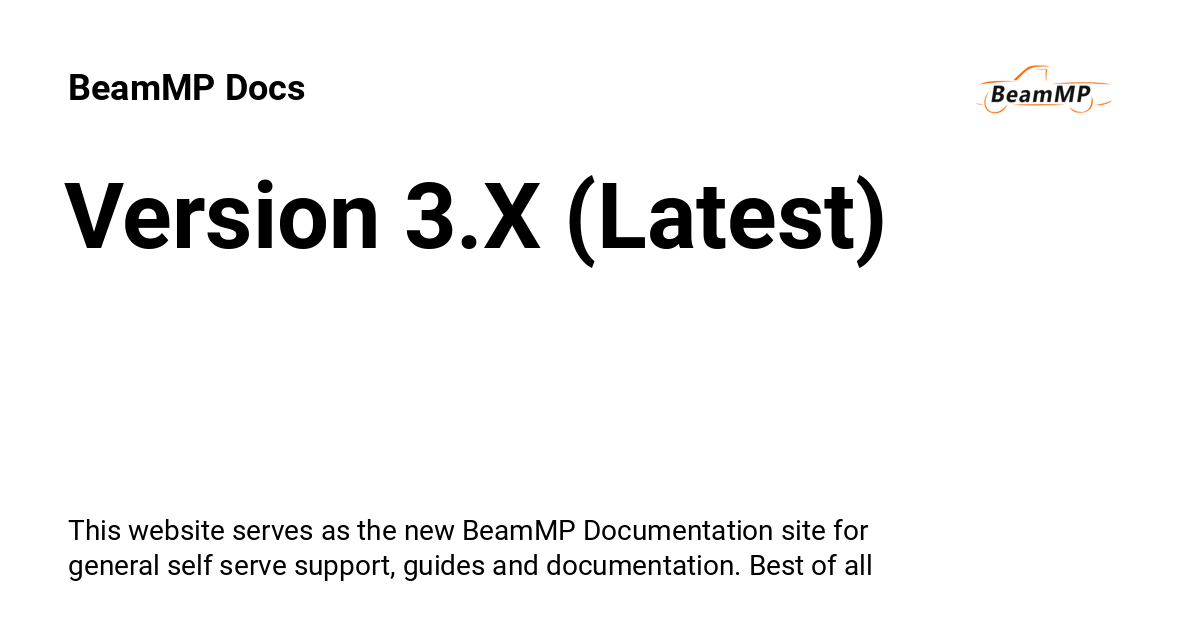 BeamMP Docs
BeamMP
Version 3.X (Latest)
This website serves as the new BeamMP Documentation site for
general self serve support, guides and documentation. Best of all